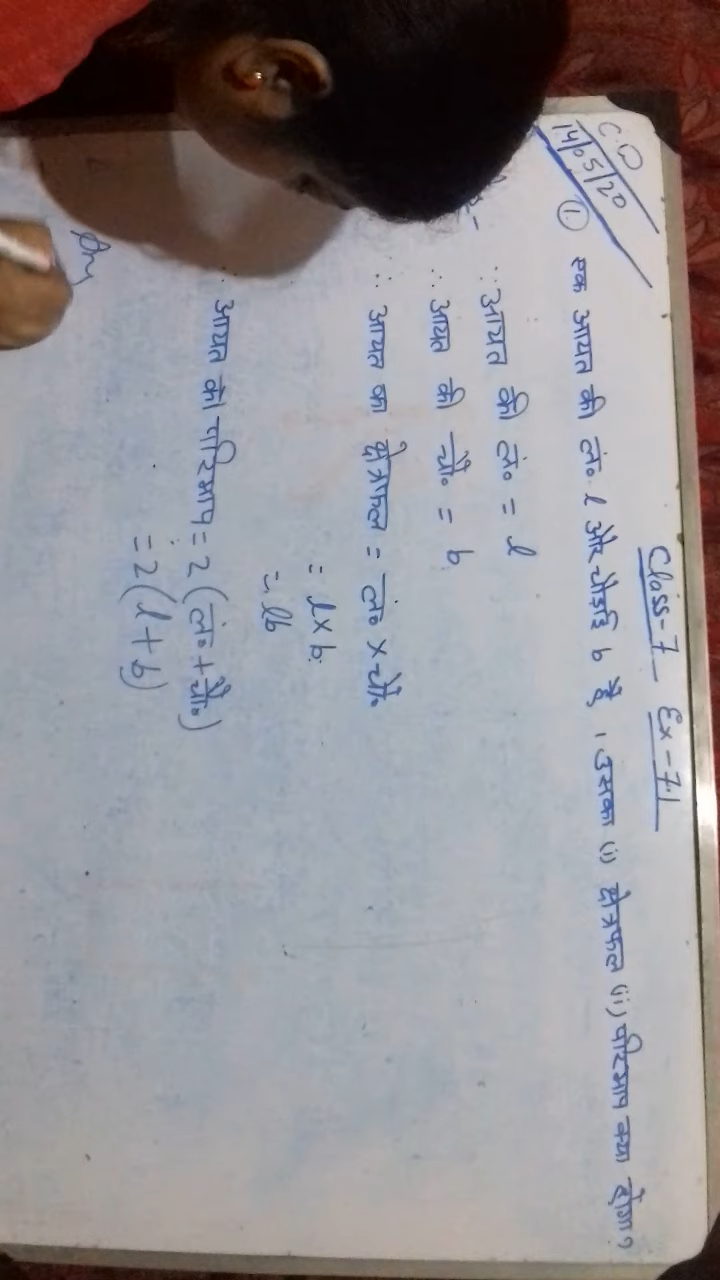 C.W
14/05/20
Class-7 Ex-7.1
① एक आयत की लं० l और चौड़ाई b है । उसका (i) क्षेत्रफल (ii) परिमाप क्या होगा?
∵ आयत की लं० = l
∴ आयत की चौ० = b
∴ आयत का क्षेत्रफल = लं० × चौ०
= l × b
= lb
आयत का परिमाप = 2 (लं० + चौ०)
= 2 (l + b)
Ans